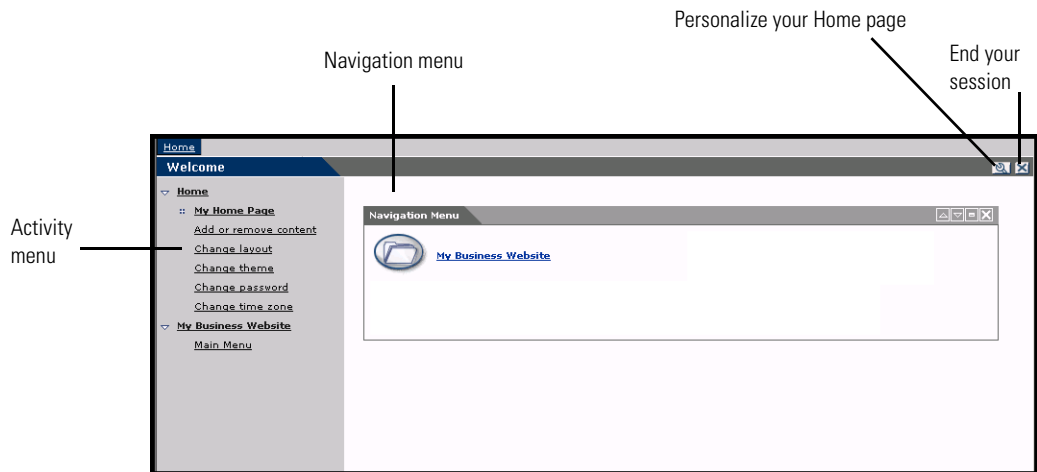 Personalize your Home page
Navigation menu
End your
session
Home
Welcome
Home
My Home Page
Add or remove content
Change layout
Change theme
Change password
Change time zone
My Business Website
Main Menu
Activity
menu
Navigation Menu
My Business Website